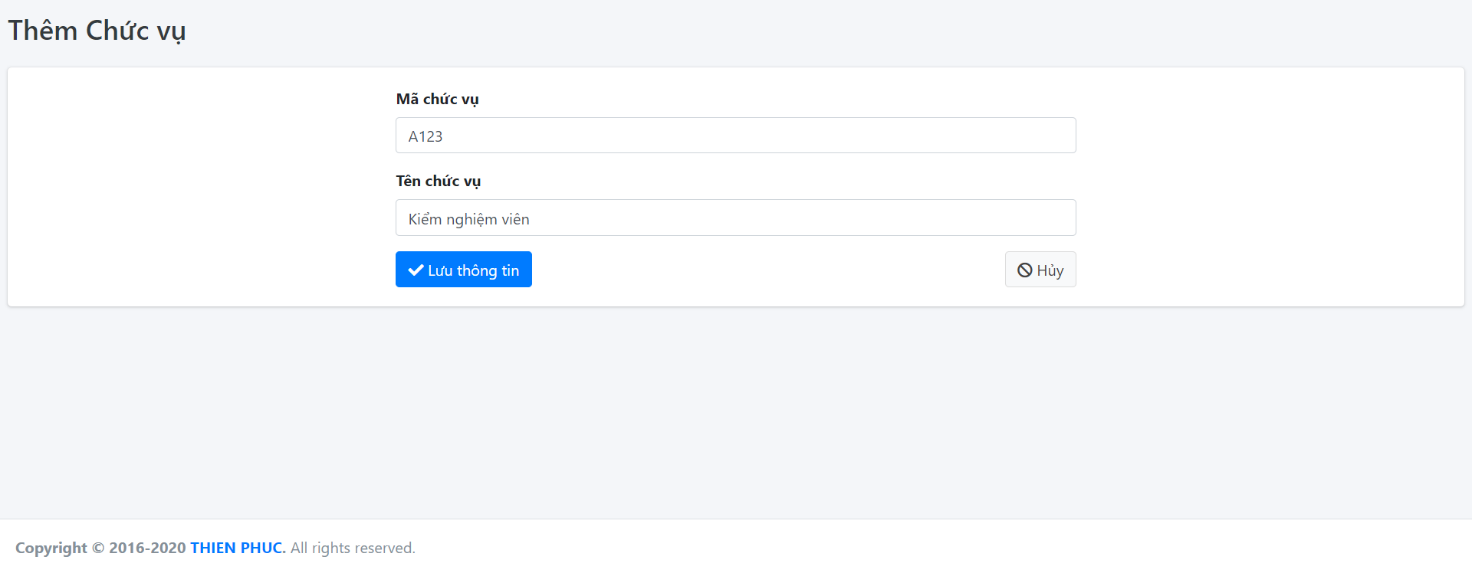 Thêm Chức vụ
Mã chức vụ
A123
Tên chức vụ
Kiểm nghiệm viên
Lưu thông tin
Hủy
Copyright © 2016-2020 THIEN PHUC. All rights reserved.